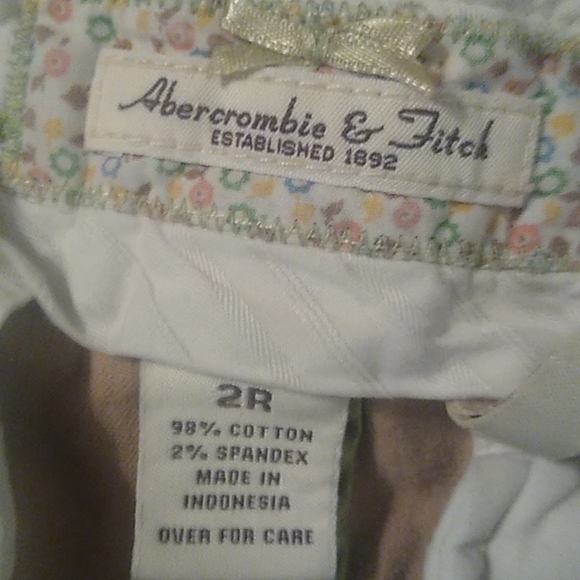 Abercrombie & Fitch
ESTABLISHED 1892
2R
98% COTTON
2% SPANDEX
MADE IN
INDONESIA
OVER FOR CARE